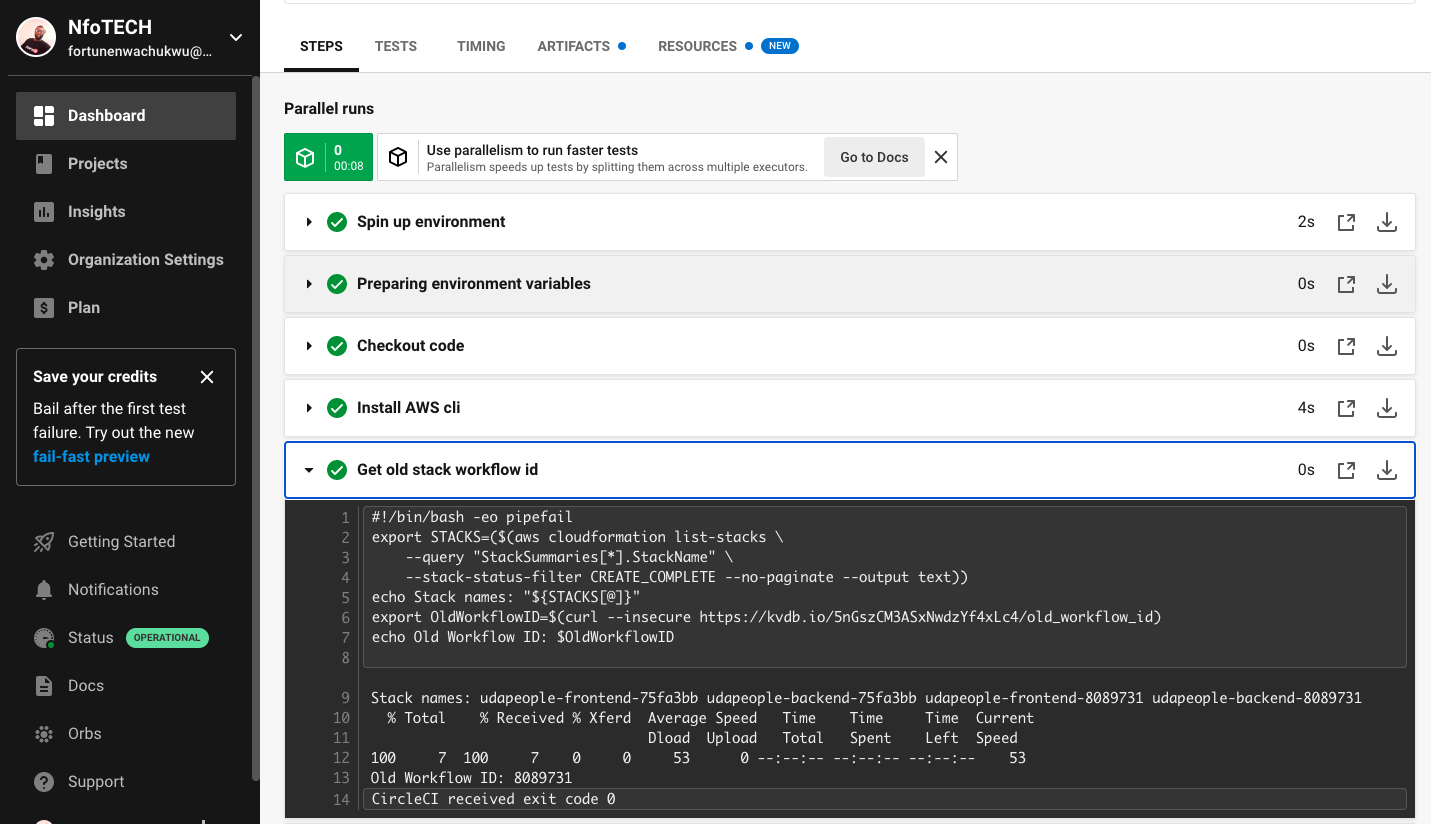 NfoTECH
fortunenwachukwu@...
Dashboard
Projects
Insights
Organization Settings
Plan
Save your credits
Bail after the first test
failure. Try out the new
fail-fast preview
Getting Started
Notifications
Status OPERATIONAL
Docs
Orbs
Support
STEPS TESTS TIMING ARTIFACTS RESOURCES NEW
Parallel runs
0
00:08
Use parallelism to run faster tests
Parallelism speeds up tests by splitting them across multiple executors.
Go to Docs
Spin up environment 2s
Preparing environment variables 0s
Checkout code 0s
Install AWS cli 4s
Get old stack workflow id 0s
1 #!/bin/bash -eo pipefail
2 export STACKS=($(aws cloudformation list-stacks \
3     --query "StackSummaries[*].StackName" \
4     --stack-status-filter CREATE_COMPLETE --no-paginate --output text))
5 echo Stack names: "${STACKS[@]}"
6 export OldWorkflowID=$(curl --insecure https://kvdb.io/5nGszCM3ASxNwdzYf4xLc4/old_workflow_id)
7 echo Old Workflow ID: $OldWorkflowID
8
9 Stack names: udapeople-frontend-75fa3bb udapeople-backend-75fa3bb udapeople-frontend-8089731 udapeople-backend-8089731
10   % Total    % Received % Xferd  Average Speed   Time    Time     Time  Current
11                                  Dload  Upload   Total   Spent    Left  Speed
12 100     7  100     7    0     0     53      0 --:--:-- --:--:-- --:--:--    53
13 Old Workflow ID: 8089731
14 CircleCI received exit code 0